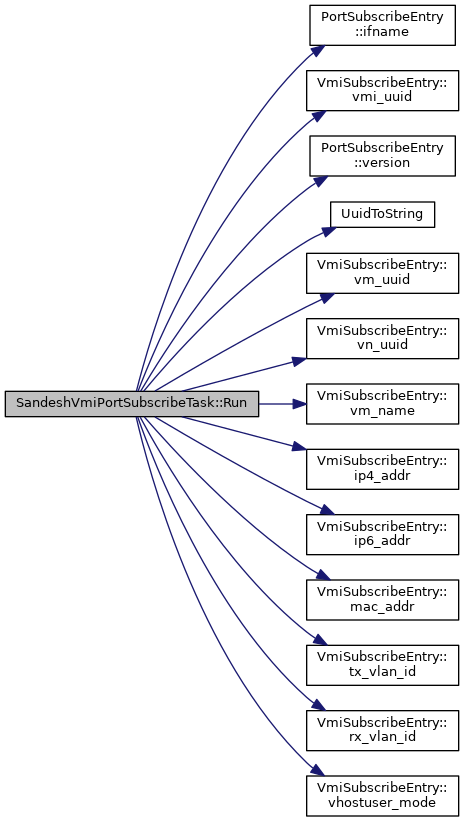 PortSubscribeEntry
::ifname
VmiSubscribeEntry::
vmi_uuid
PortSubscribeEntry
::version
UuidToString
VmiSubscribeEntry::
vm_uuid
VmiSubscribeEntry::
vn_uuid
SandeshVmiPortSubscribeTask::Run
VmiSubscribeEntry::
vm_name
VmiSubscribeEntry::
ip4_addr
VmiSubscribeEntry::
ip6_addr
VmiSubscribeEntry::
mac_addr
VmiSubscribeEntry::
tx_vlan_id
VmiSubscribeEntry::
rx_vlan_id
VmiSubscribeEntry::
vhostuser_mode